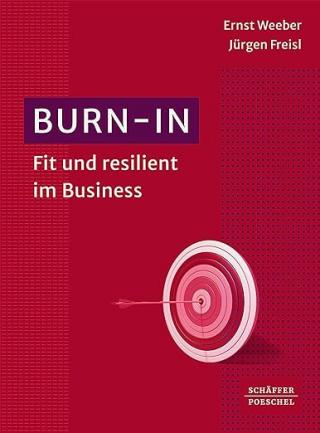 Ernst Weeber
Jürgen Freisl
BURN-IN
Fit und resilient
im Business
SCHÄFFER
POESCHEL